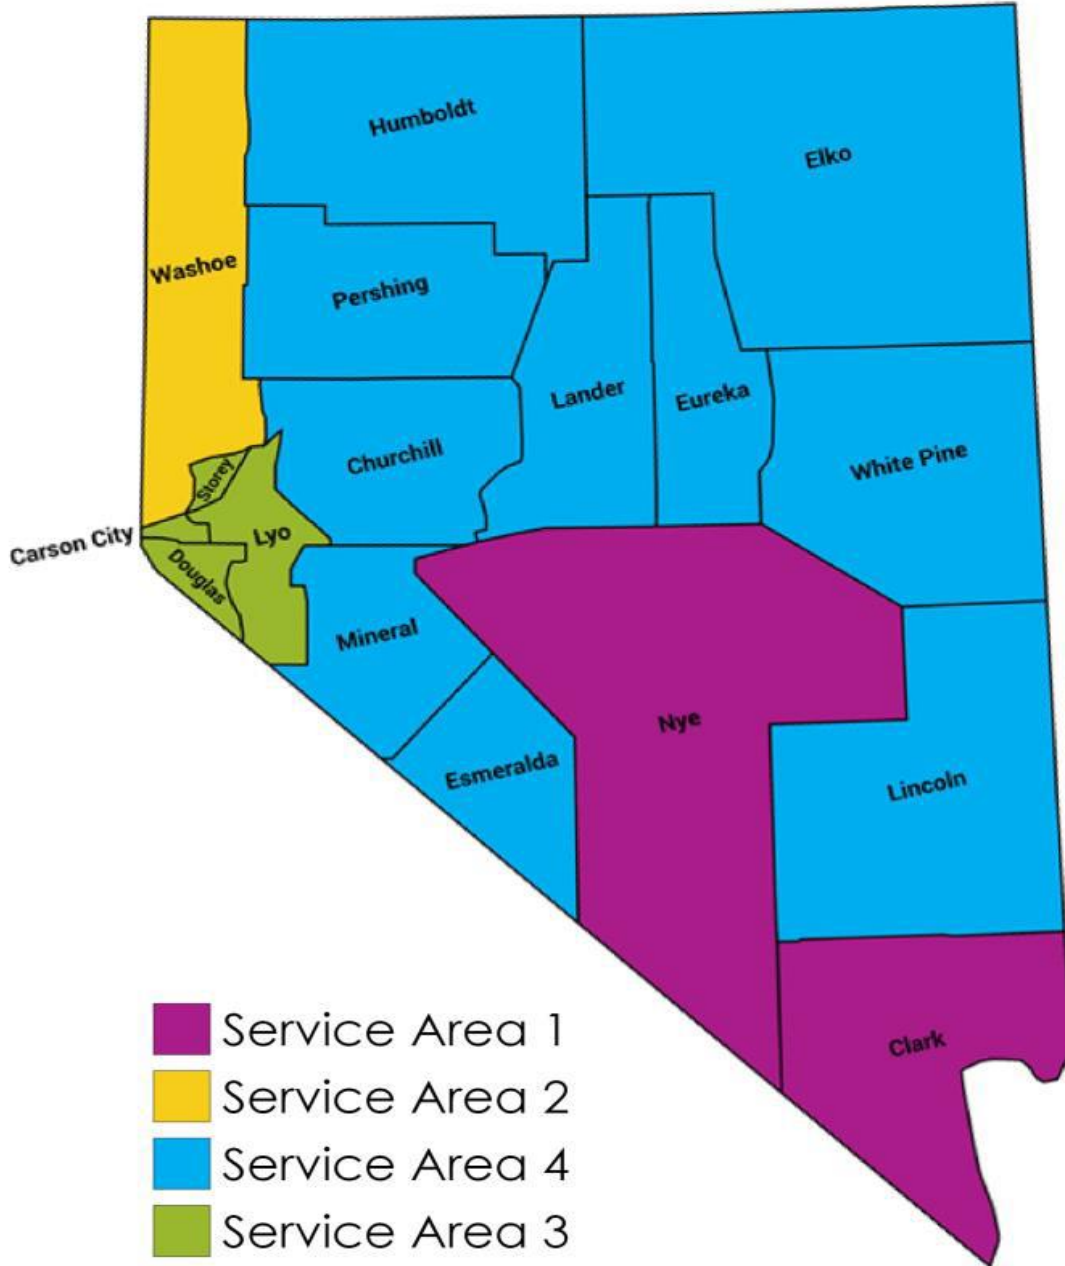 Humboldt
Elko
Washoe
Pershing
Lander
Eureka
Churchill
White Pine
Storey
Carson City
Lyo
Douglas
Mineral
Nye
Esmeralda
Lincoln
Clark
Service Area 1
Service Area 2
Service Area 4
Service Area 3